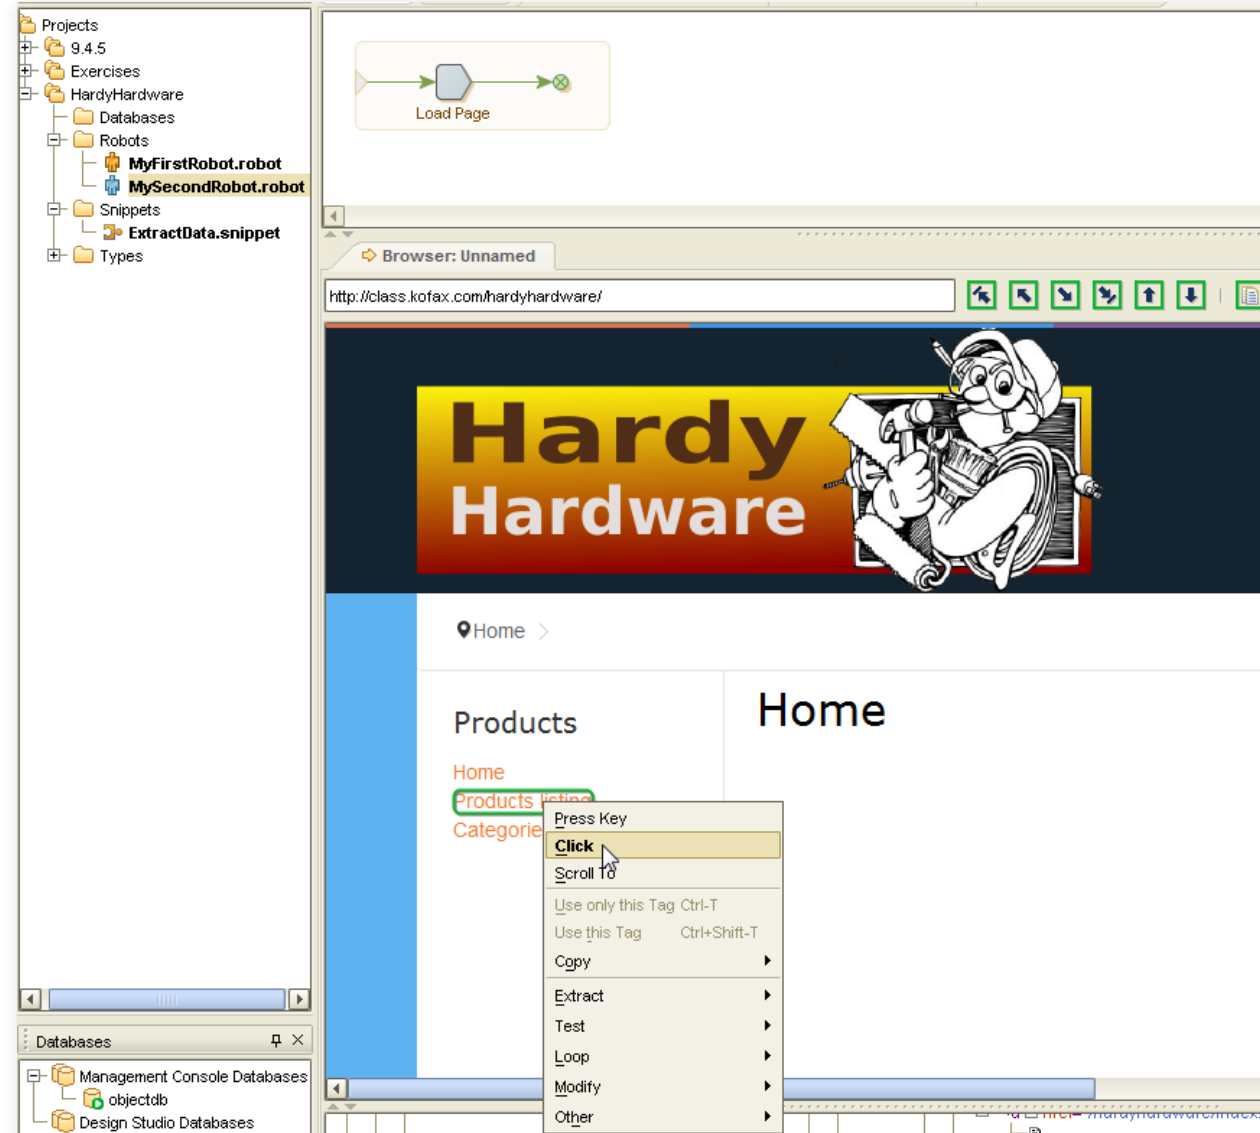 Projects
9.4.5
Exercises
HardyHardware
Databases
Robots
MyFirstRobot.robot
MySecondRobot.robot
Snippets
ExtractData.snippet
Types
Databases
Management Console Databases
objectdb
Design Studio Databases
Load Page
Browser: Unnamed
http://class.kofax.com/hardyhardware/
Hardy
Hardware
Home
Products
Home
Products listing
Categorie
Home
Press Key
Click
Scroll To
Use only this Tag Ctrl-T
Use this Tag Ctrl+Shift-T
Copy
Extract
Test
Loop
Modify
Other